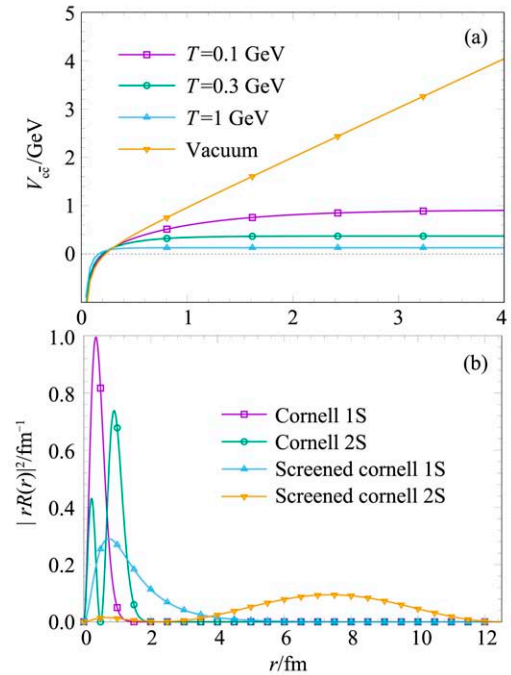 5
(a)
4
T=0.1 GeV
T=0.3 GeV
3
T=1 GeV
Vacuum
2
V_cc̄/GeV
1
0
0 1 2 3 4
1.0
(b)
0.8
Cornell 1S
0.6
Cornell 2S
Screened cornell 1S
0.4
Screened cornell 2S
|rR(r)|²/fm⁻¹
0.2
0.0
0 2 4 6 8 10 12
r/fm